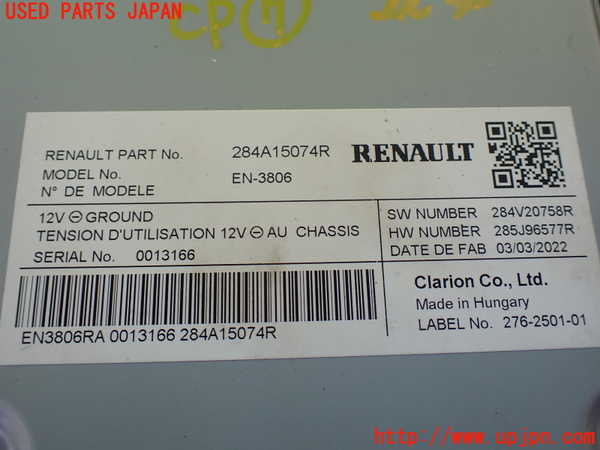 USED PARTS JAPAN
CP 7
RENAULT PART No. 284A15074R RENAULT
MODEL No. EN-3806
N° DE MODELE
12V ⊖ GROUND
TENSION D'UTILISATION 12V ⊖ AU CHASSIS
SERIAL No. 0013166
SW NUMBER 284V20758R
HW NUMBER 285J96577R
DATE DE FAB 03/03/2022
EN3806RA 0013166 284A15074R
Clarion Co., Ltd.
Made in Hungary
LABEL No. 276-2501-01
http://www.upjpn.com/